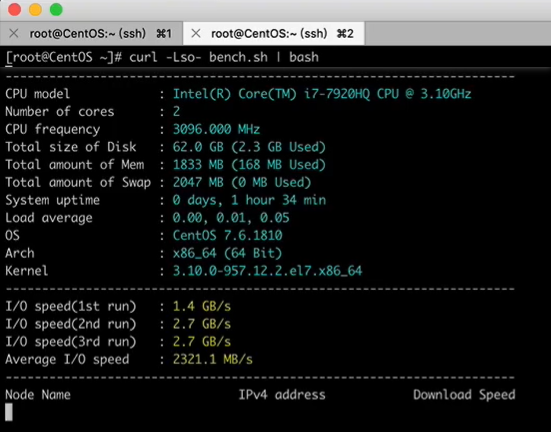 root@CentOS:~ (ssh) ⌘1
root@CentOS:~ (ssh) ⌘2
[root@CentOS ~]# curl -Lso- bench.sh | bash
----------------------------------------------------------------------
CPU model : Intel(R) Core(TM) i7-7920HQ CPU @ 3.10GHz
Number of cores : 2
CPU frequency : 3096.000 MHz
Total size of Disk : 62.0 GB (2.3 GB Used)
Total amount of Mem : 1833 MB (168 MB Used)
Total amount of Swap : 2047 MB (0 MB Used)
System uptime : 0 days, 1 hour 34 min
Load average : 0.00, 0.01, 0.05
OS : CentOS 7.6.1810
Arch : x86_64 (64 Bit)
Kernel : 3.10.0-957.12.2.el7.x86_64
----------------------------------------------------------------------
I/O speed(1st run) : 1.4 GB/s
I/O speed(2nd run) : 2.7 GB/s
I/O speed(3rd run) : 2.7 GB/s
Average I/O speed : 2321.1 MB/s
----------------------------------------------------------------------
Node Name IPv4 address Download Speed